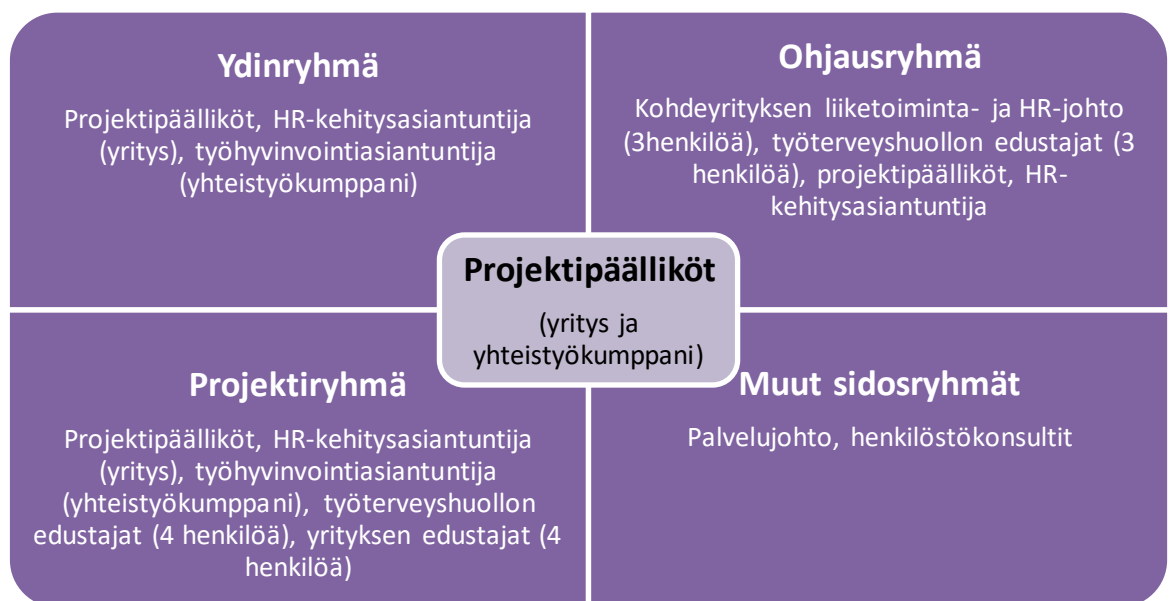 Ydinryhmä
Projektipäälliköt, HR-kehitysasiantuntija
(yritys), työhyvinvointiasiantuntija
(yhteistyökumppani)
Ohjausryhmä
Kohdeyrityksen liiketoiminta- ja HR-johto
(3henkilöä), työterveyshuollon edustajat (3
henkilöä), projektipäälliköt, HR-
kehitysasiantuntija
Projektipäälliköt
(yritys ja
yhteistyökumppani)
Projektiryhmä
Projektipäälliköt, HR-kehitysasiantuntija
(yritys), työhyvinvointiasiantuntija
(yhteistyökumppani), työterveyshuollon
edustajat (4 henkilöä), yrityksen edustajat (4
henkilöä)
Muut sidosryhmät
Palvelujohto, henkilöstökonsultit